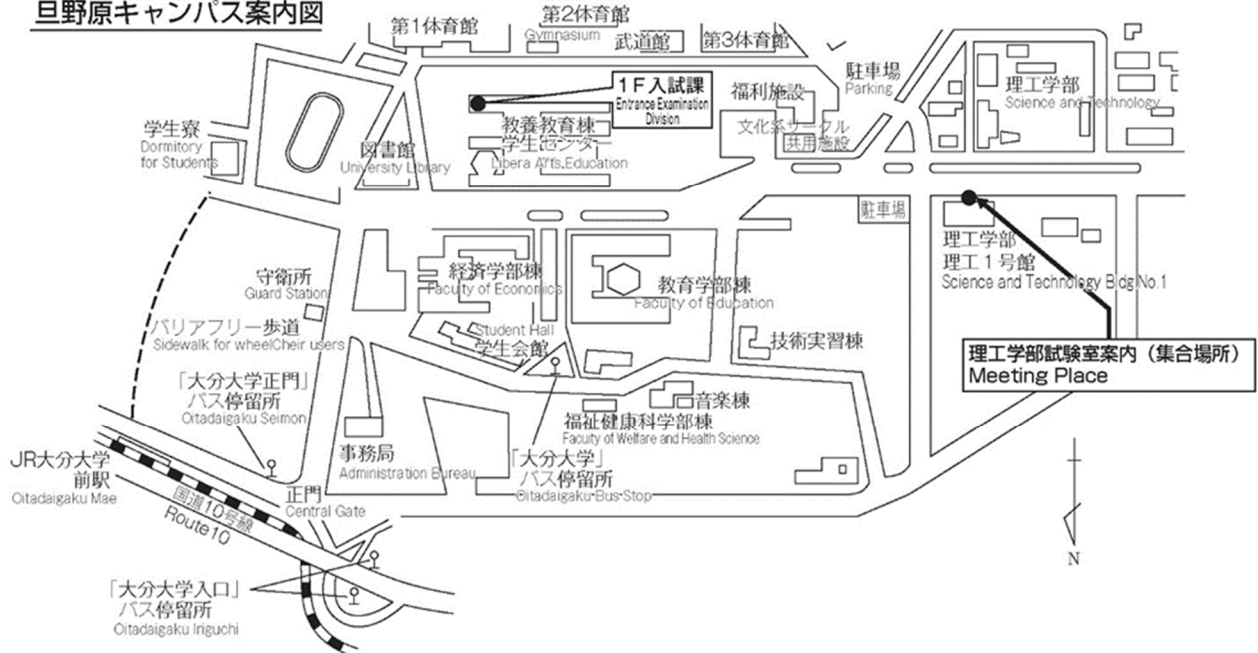 旦野原キャンパス案内図
第1体育館
第2体育館
Gymnasium
武道館
第3体育館
駐車場
Parking
理工学部
Science and Technology
1F入試課
Entrance Examination
Division
福利施設
文化系サークル
共用施設
学生寮
Dormitory
for Students
図書館
University Library
教養教育棟
学生センター
Libera Arts.Education
駐車場
理工学部
理工1号館
Science and Technology Bldg No.1
守衛所
Guard Station
経済学部棟
Faculty of Economics
教育学部棟
Faculty of Education
バリアフリー歩道
Sidewalk for wheelCheir users
Student Hall
学生会館
技術実習棟
理工学部試験室案内（集合場所）
Meeting Place
「大分大学正門」
バス停留所
Oitadaigaku Seimon
音楽棟
福祉健康科学部棟
Faculty of Welfare and Health Science
事務局
Administration Bureau
「大分大学」
バス停留所
Oitadaigaku Bus Stop
JR大分大学
前駅
Oitadaigaku Mae
正門
Central Gate
国道10号線
Route10
N
「大分大学入口」
バス停留所
Oitadaigaku Iriguchi